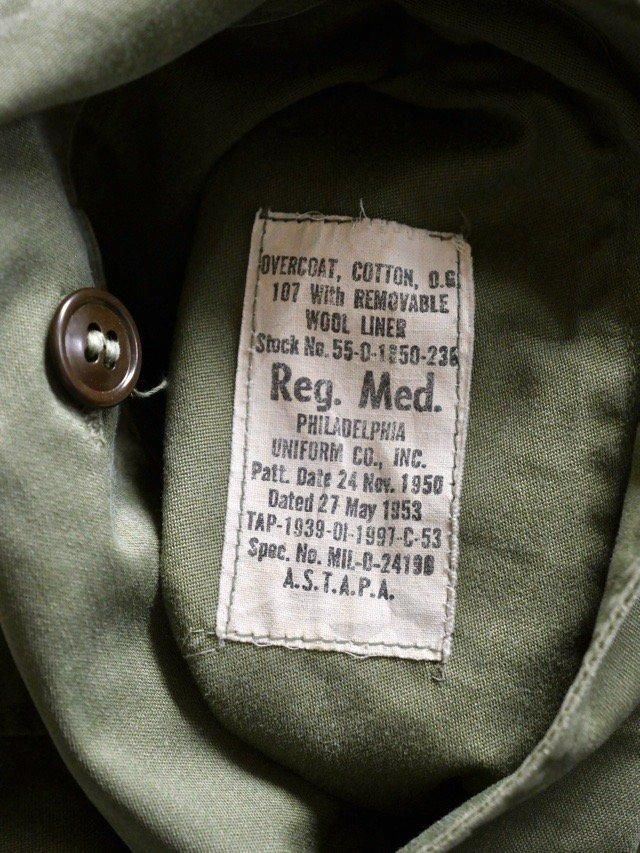 OVERCOAT, COTTON, O.G
107 With REMOVABLE
WOOL LINER
Stock No. 55-O-1850-236
Reg. Med.
PHILADELPHIA
UNIFORM CO., INC.
Patt. Date 24 Nov. 1950
Dated 27 May 1953
TAP-1939-OI-1997-C-53
Spec. No. MIL-O-2419B
A.S.T.A.P.A.